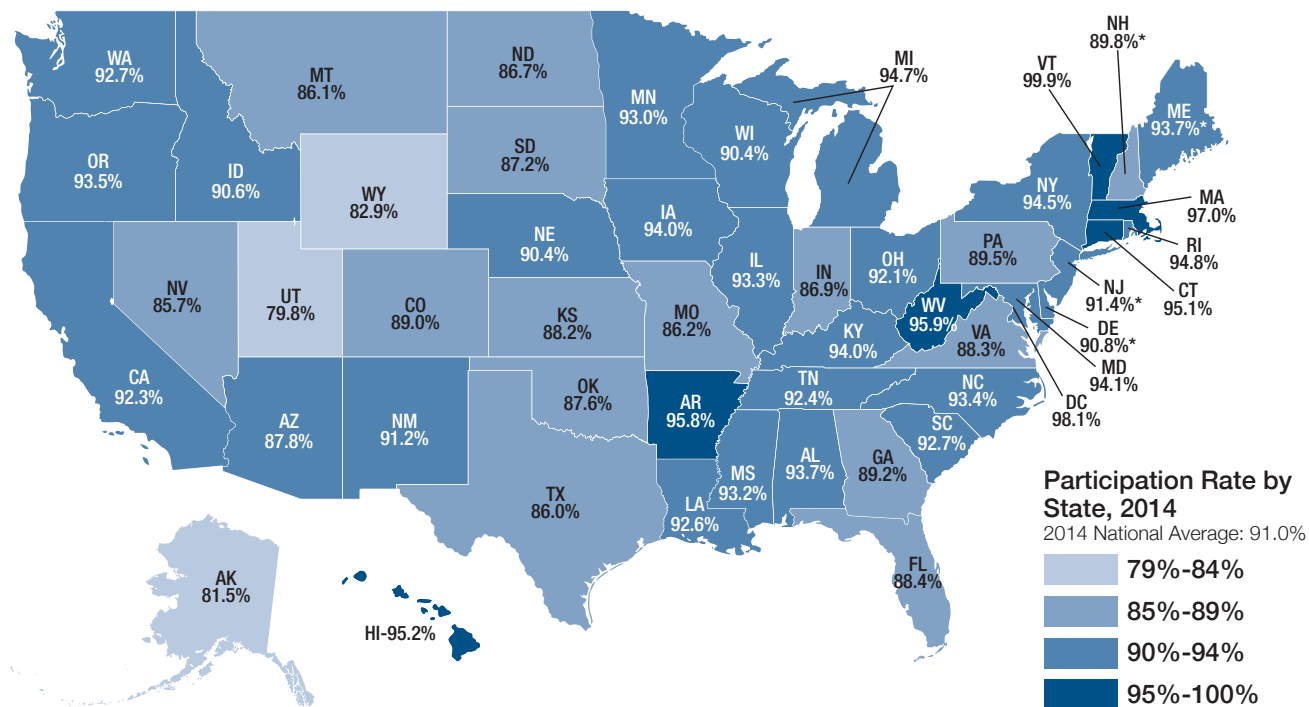 NH
89.8%*
VT
99.9%
MI
94.7%
WA
92.7%
MT
86.1%
ND
86.7%
MN
93.0%
ME
93.7%*
OR
93.5%
ID
90.6%
WY
82.9%
SD
87.2%
WI
90.4%
NY
94.5%
MA
97.0%
RI
94.8%
CT
95.1%
NV
85.7%
UT
79.8%
CO
89.0%
NE
90.4%
IA
94.0%
IL
93.3%
IN
86.9%
OH
92.1%
PA
89.5%
NJ
91.4%*
DE
90.8%*
MD
94.1%
DC
98.1%
KS
88.2%
MO
86.2%
KY
94.0%
WV
95.9%
VA
88.3%
CA
92.3%
AZ
87.8%
NM
91.2%
OK
87.6%
AR
95.8%
TN
92.4%
NC
93.4%
SC
92.7%
TX
86.0%
LA
92.6%
MS
93.2%
AL
93.7%
GA
89.2%
FL
88.4%
AK
81.5%
HI-95.2%
Participation Rate by
State, 2014
2014 National Average: 91.0%
79%-84%
85%-89%
90%-94%
95%-100%